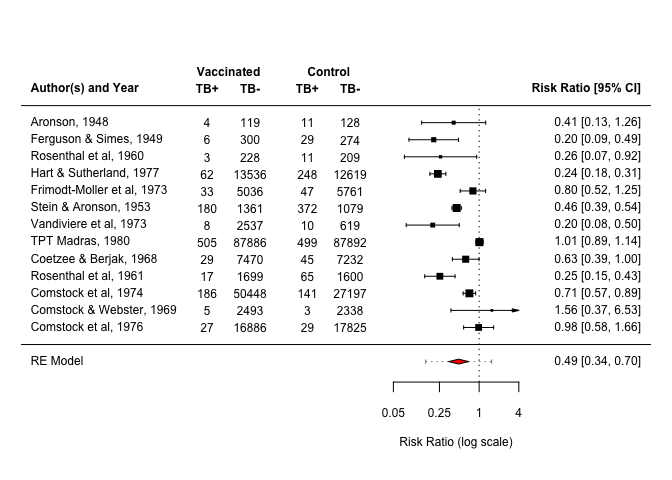 Vaccinated Control
Author(s) and Year TB+ TB- TB+ TB- Risk Ratio [95% CI]
Aronson, 1948 4 119 11 128 0.41 [0.13, 1.26]
Ferguson & Simes, 1949 6 300 29 274 0.20 [0.09, 0.49]
Rosenthal et al, 1960 3 228 11 209 0.26 [0.07, 0.92]
Hart & Sutherland, 1977 62 13536 248 12619 0.24 [0.18, 0.31]
Frimodt-Moller et al, 1973 33 5036 47 5761 0.80 [0.52, 1.25]
Stein & Aronson, 1953 180 1361 372 1079 0.46 [0.39, 0.54]
Vandiviere et al, 1973 8 2537 10 619 0.20 [0.08, 0.50]
TPT Madras, 1980 505 87886 499 87892 1.01 [0.89, 1.14]
Coetzee & Berjak, 1968 29 7470 45 7232 0.63 [0.39, 1.00]
Rosenthal et al, 1961 17 1699 65 1600 0.25 [0.15, 0.43]
Comstock et al, 1974 186 50448 141 27197 0.71 [0.57, 0.89]
Comstock & Webster, 1969 5 2493 3 2338 1.56 [0.37, 6.53]
Comstock et al, 1976 27 16886 29 17825 0.98 [0.58, 1.66]
RE Model 0.49 [0.34, 0.70]
0.05 0.25 1 4
Risk Ratio (log scale)